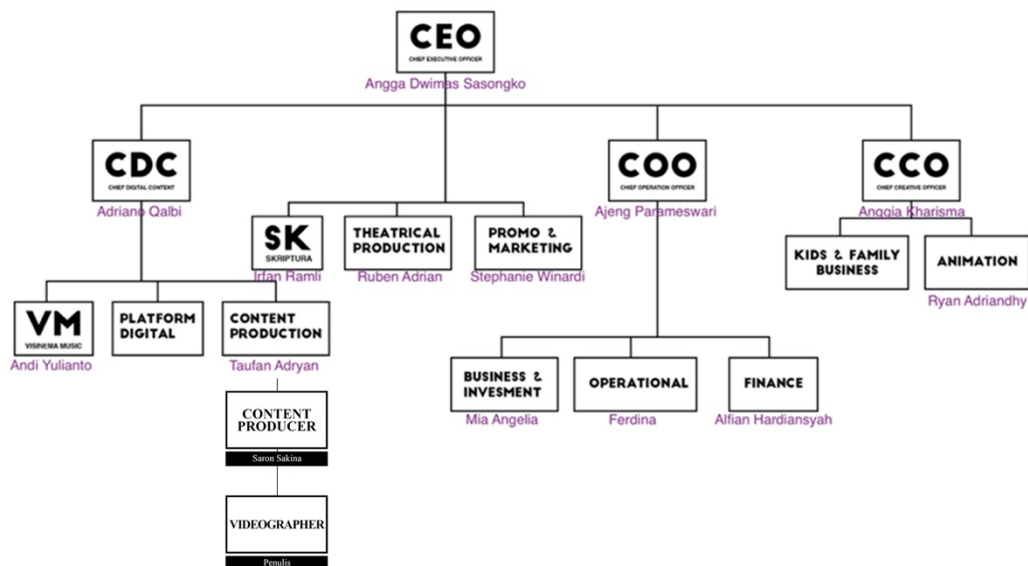 CEO
CHIEF EXECUTIVE OFFICER
Angga Dwimas Sasongko
CDC
CHIEF DIGITAL CONTENT
Adriano Qalbi
COO
CHIEF OPERATION OFFICER
Ajeng Parameswari
CCO
CHIEF CREATIVE OFFICER
Anggia Kharisma
SK
SKRIPTURA
Irfan Ramli
THEATRICAL
PRODUCTION
Ruben Adrian
PROMO &
MARKETING
Stephanie Winardi
KIDS & FAMILY
BUSINESS
ANIMATION
Ryan Adriandhy
VM
VISINEMA MUSIC
Andi Yulianto
PLATFORM
DIGITAL
CONTENT
PRODUCTION
Taufan Adryan
BUSINESS &
INVESMENT
Mia Angelia
OPERATIONAL
Ferdina
FINANCE
Alfian Hardiansyah
CONTENT
PRODUCER
Saron Sakina
VIDEOGRAPHER
Penulis